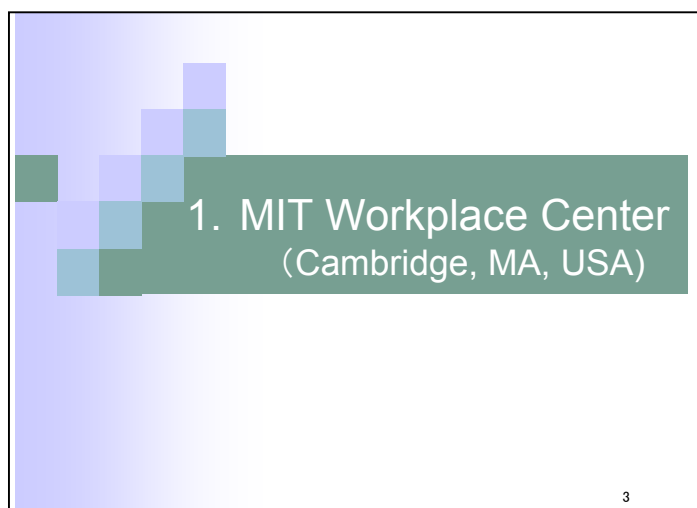 1. MIT Workplace Center
（Cambridge, MA, USA)
3